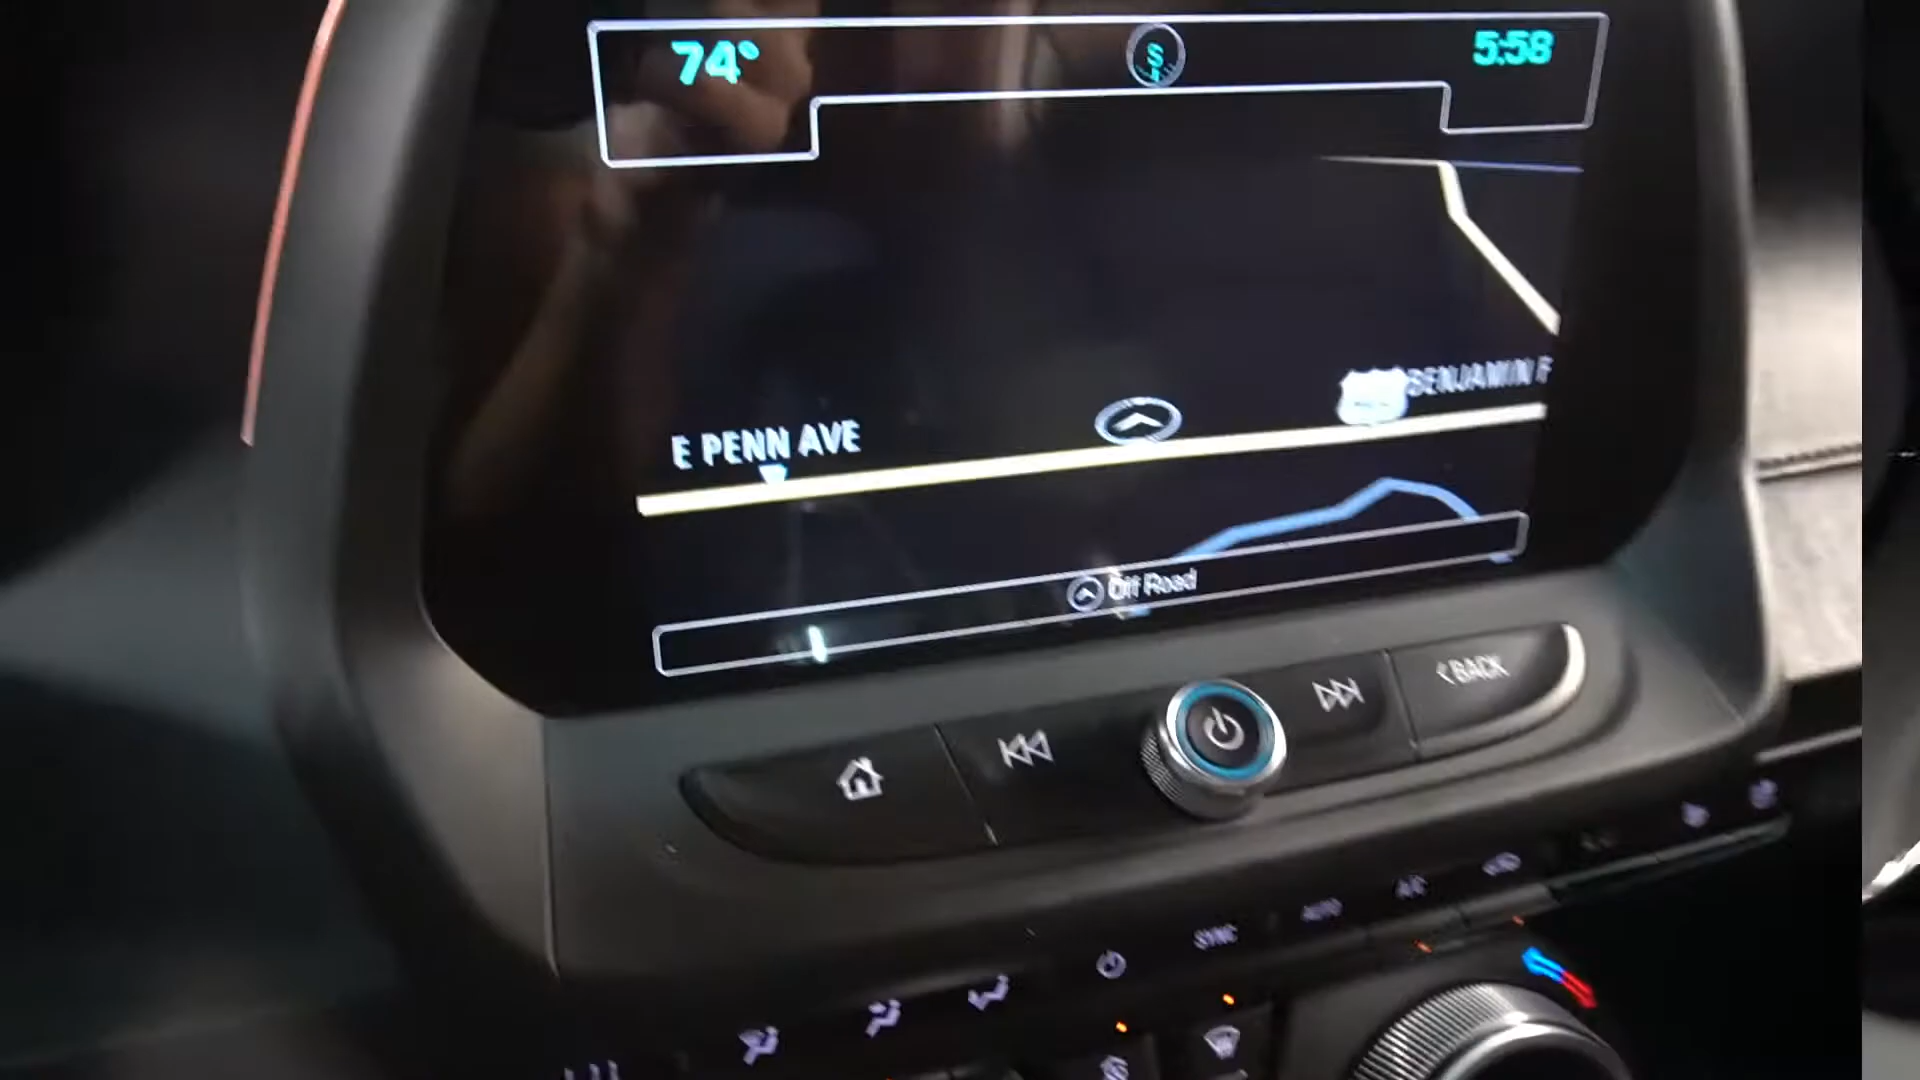 74°
S
5:58
BENJAMIN F
E PENN AVE
Off Road
< BACK
SYNC
AUTO
A/C